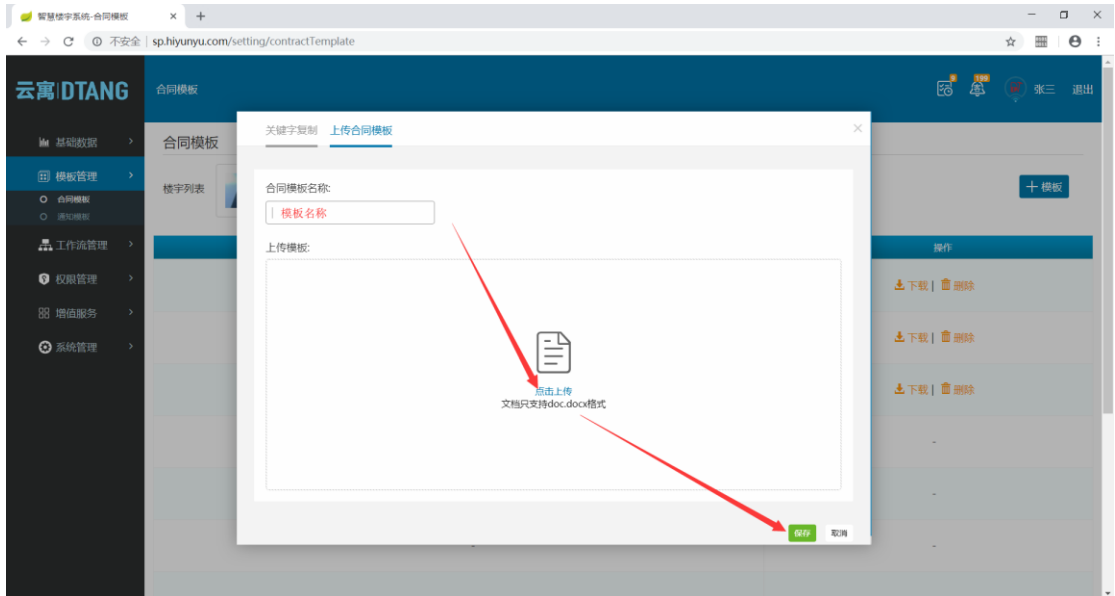 智慧楼宇系统-合同模板
不安全 | sp.hiyunyu.com/setting/contractTemplate
云寓|DTANG
合同模板
9
199
张三
退出
基础数据
模板管理
合同模板
通知模板
工作流管理
权限管理
增值服务
系统管理
合同模板
楼宇列表
模板
关键字复制
上传合同模板
合同模板名称:
模板名称
上传模板:
点击上传
文档只支持doc.docx格式
保存
取消
操作
下载 | 删除
下载 | 删除
下载 | 删除
-
-
-
-